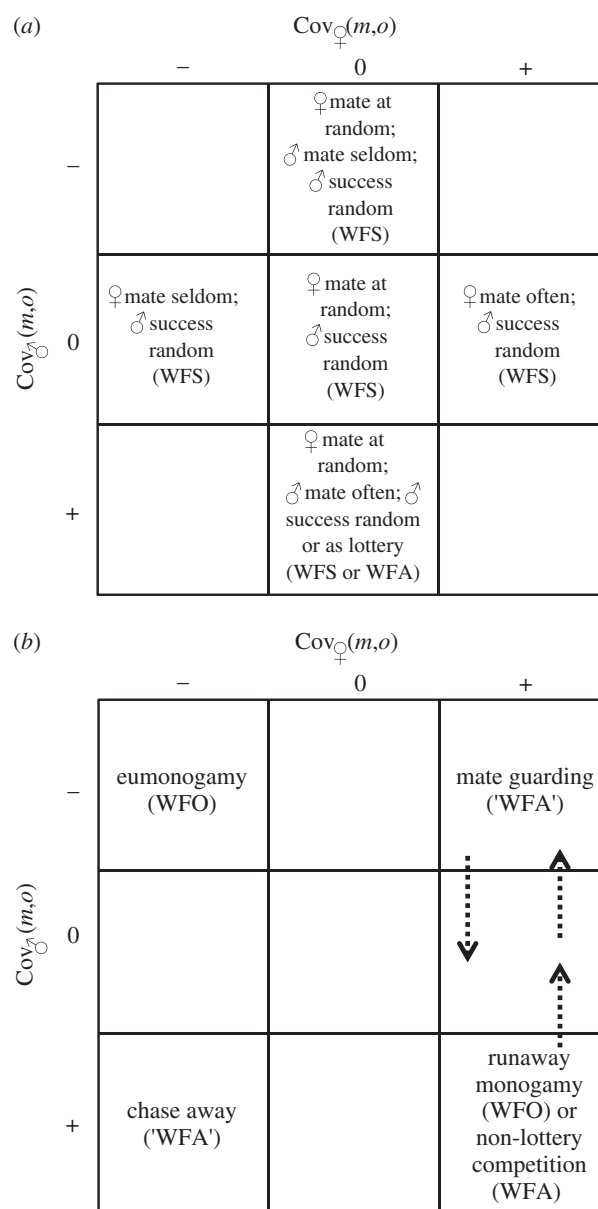 (a)
Cov♀(m,o)
− 0 +
♀mate at
random;
♂mate seldom;
♂success
random
(WFS)
−
Cov♂(m,o)
0
♀mate seldom;
♂success
random
(WFS)
♀mate at
random;
♂success
random
(WFS)
♀mate often;
♂success
random
(WFS)
+
♀mate at
random;
♂mate often;♂
success random
or as lottery
(WFS or WFA)
(b)
Cov♀(m,o)
− 0 +
−
eumonogamy
(WFO)
mate guarding
('WFA')
Cov♂(m,o)
0
+
chase away
('WFA')
runaway
monogamy
(WFO) or
non-lottery
competition
(WFA)